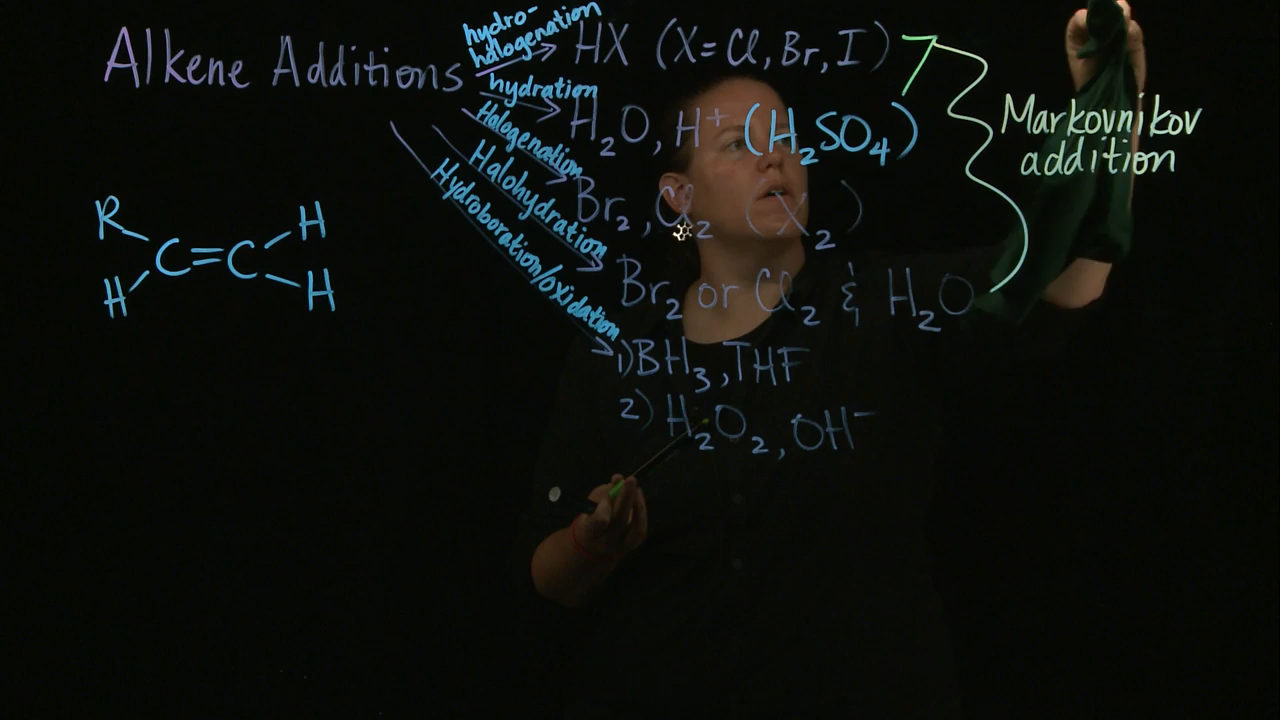 Alkene Additions
hydro-
halogenation
HX (X=Cl, Br, I)
hydration
H₂O, H⁺ (H₂SO₄)
Halogenation
Br₂, Cl₂ (X₂)
Halohydration
Br₂ or Cl₂ & H₂O
Hydroboration/oxidation
1) BH₃, THF
2) H₂O₂, OH⁻
Markovnikov
addition
R H
C=C
H H